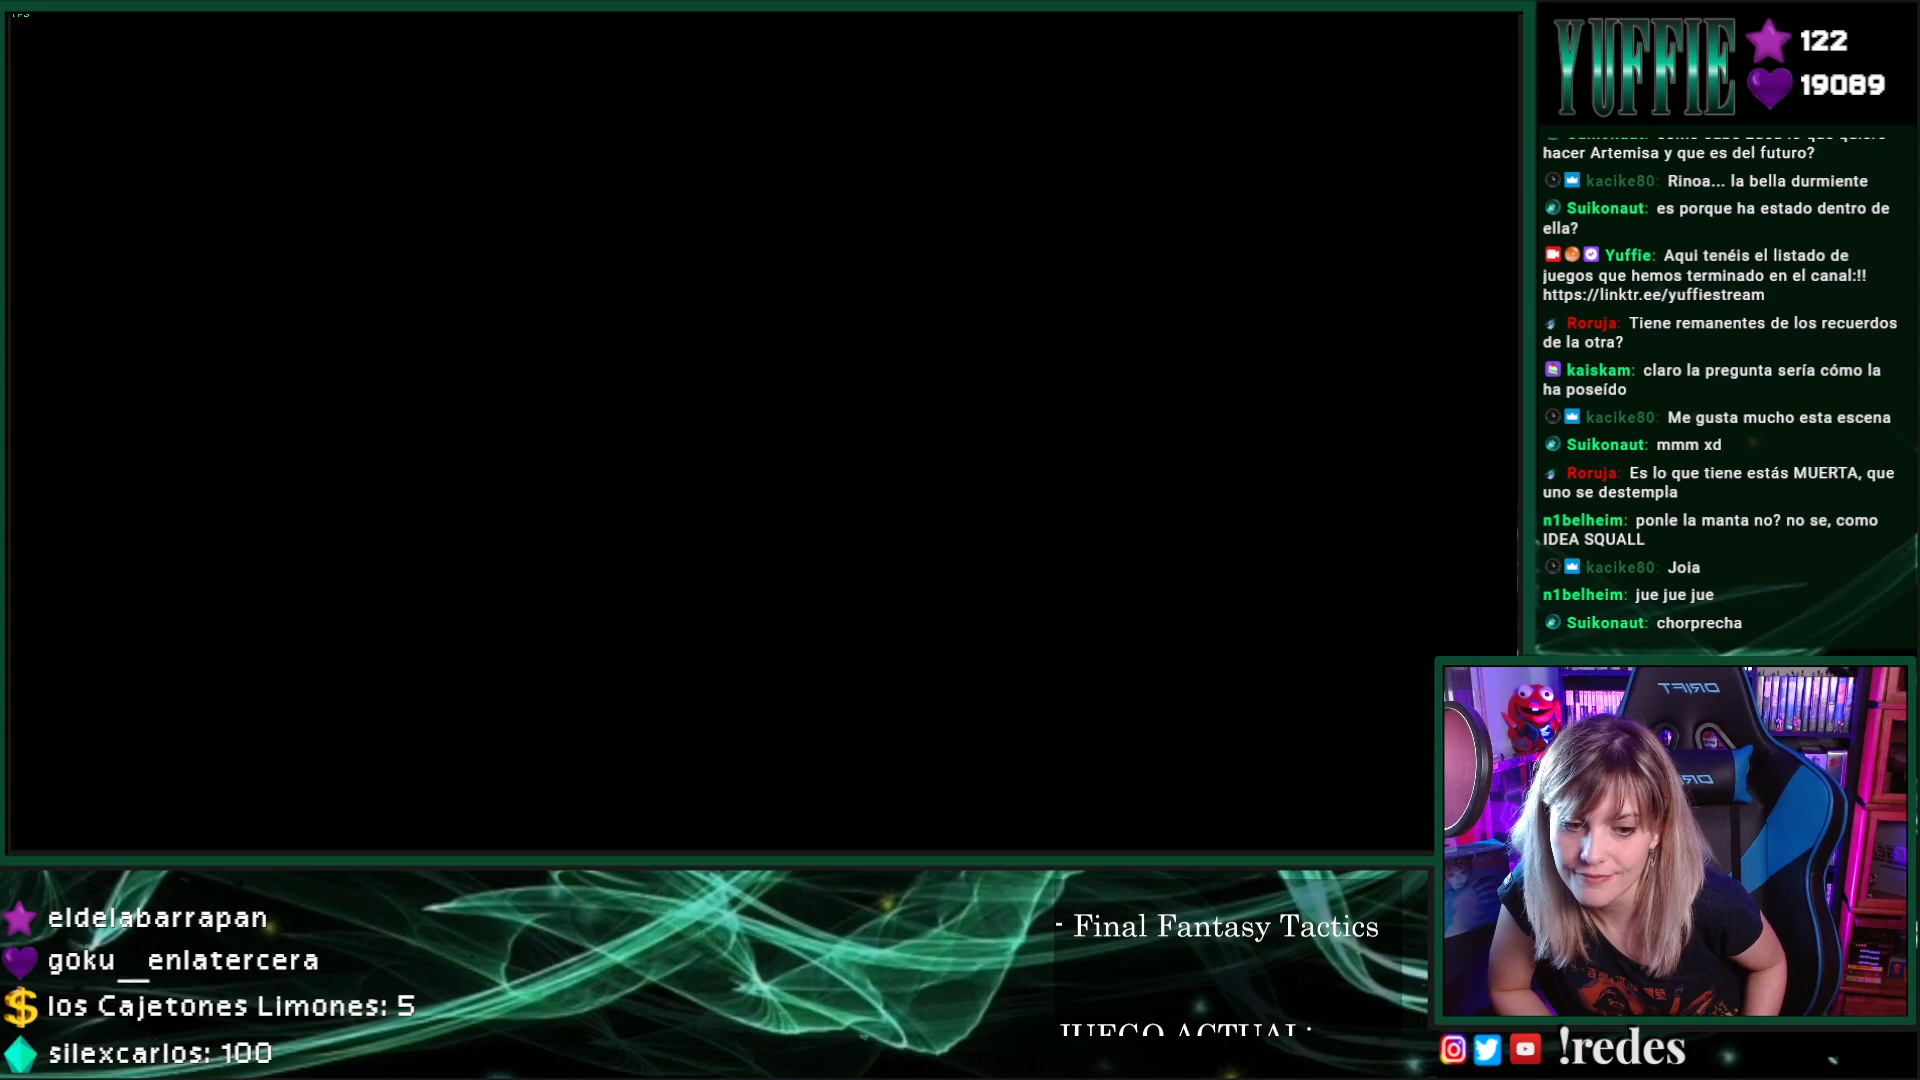 FPS
YUFFIE
122
19089
hacer Artemisa y que es del futuro?
kacike80: Rinoa... la bella durmiente
Suikonaut: es porque ha estado dentro de
ella?
Yuffie: Aqui tenéis el listado de
juegos que hemos terminado en el canal:!!
https://linktr.ee/yuffiestream
Roruja: Tiene remanentes de los recuerdos
de la otra?
kaiskam: claro la pregunta sería cómo la
ha poseído
kacike80: Me gusta mucho esta escena
Suikonaut: mmm xd
Roruja: Es lo que tiene estás MUERTA, que
uno se destempla
n1belheim: ponle la manta no? no se, como
IDEA SQUALL
kacike80: Joia
n1belheim: jue jue jue
Suikonaut: chorprecha
DRIFT
eldelabarrapan
goku__enlatercera
los Cajetones Limones: 5
silexcarlos: 100
- Final Fantasy Tactics
JUEGO ACTUAL:
!redes